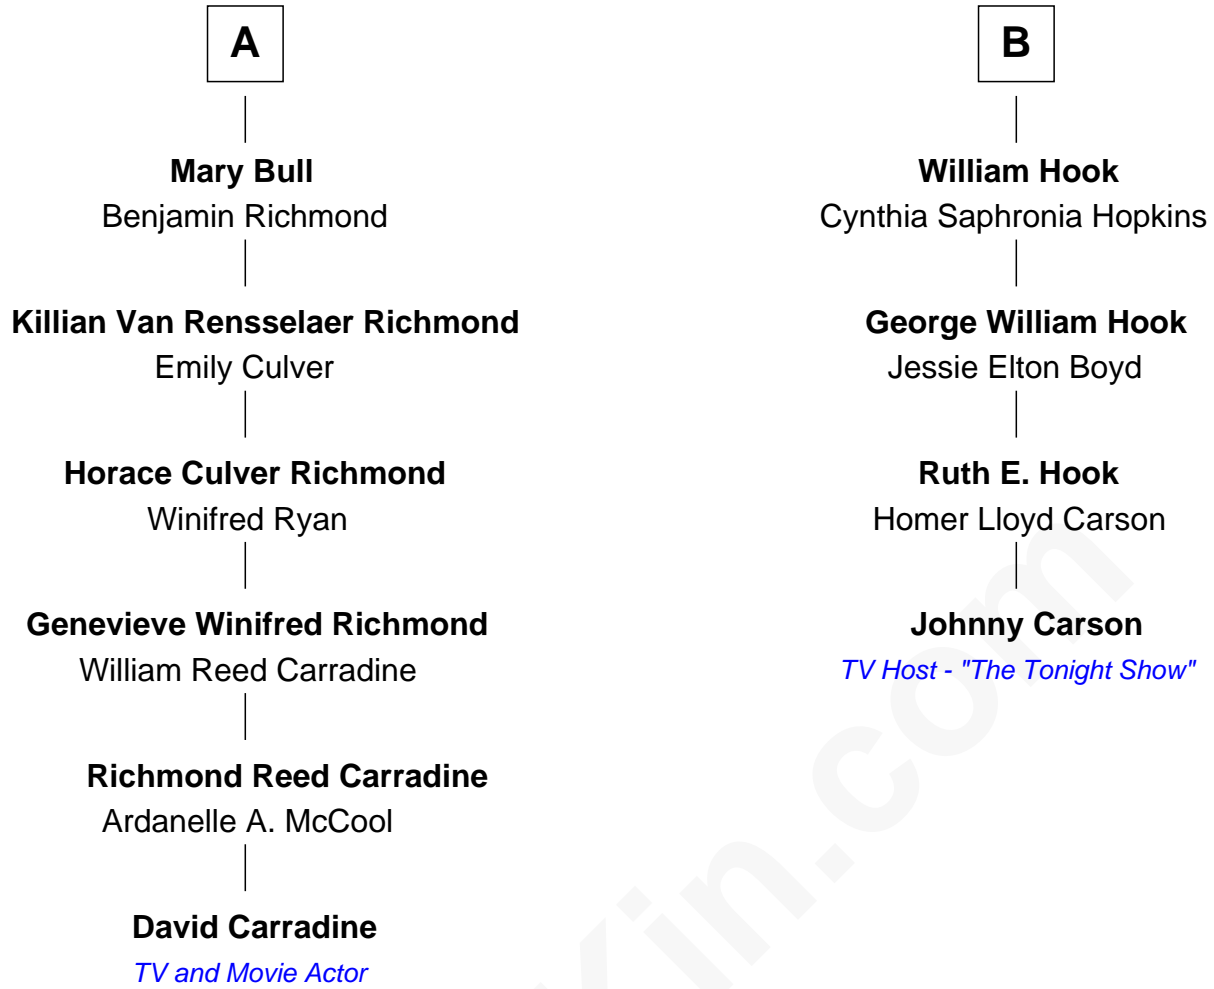 A
Mary Bull
Benjamin Richmond
Killian Van Rensselaer Richmond
Emily Culver
Horace Culver Richmond
Winifred Ryan
Genevieve Winifred Richmond
William Reed Carradine
Richmond Reed Carradine
Ardanelle A. McCool
David Carradine
TV and Movie Actor
B
William Hook
Cynthia Saphronia Hopkins
George William Hook
Jessie Elton Boyd
Ruth E. Hook
Homer Lloyd Carson
Johnny Carson
TV Host - "The Tonight Show"
Kin.com